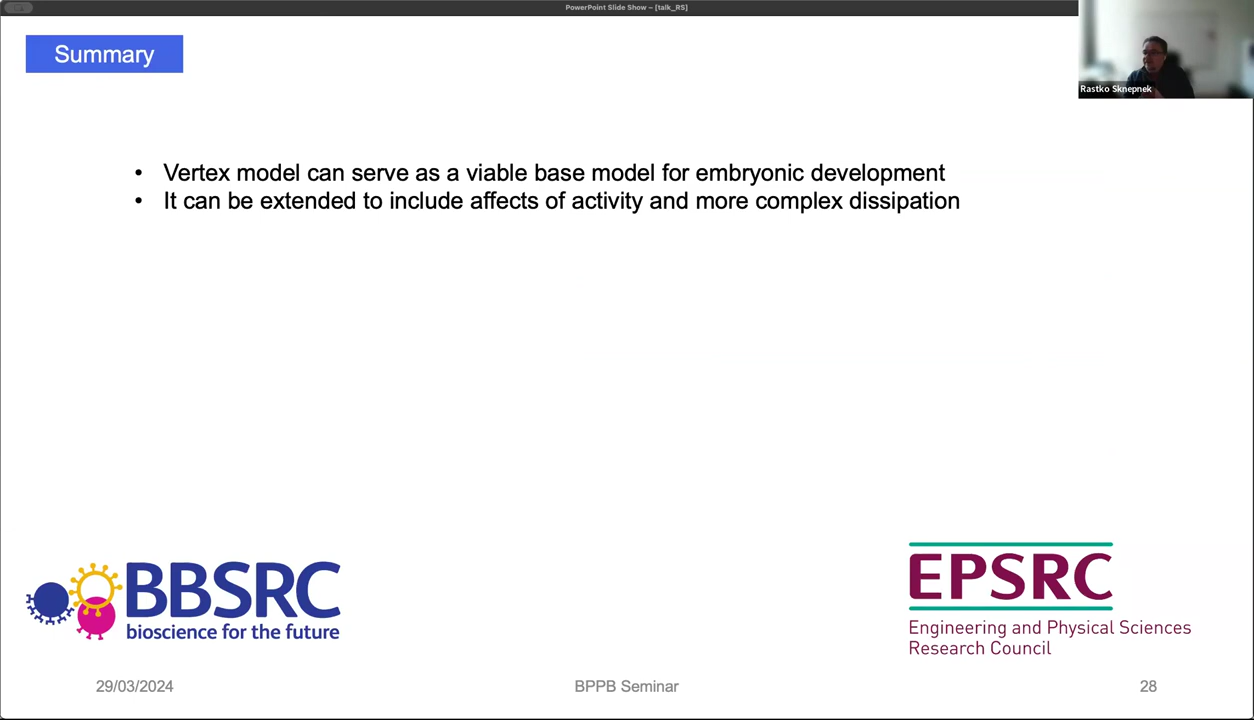 PowerPoint Slide Show – [talk_RS]
Summary
Rastko Sknepnek
• Vertex model can serve as a viable base model for embryonic development
• It can be extended to include affects of activity and more complex dissipation
BBSRC
bioscience for the future
EPSRC
Engineering and Physical Sciences
Research Council
29/03/2024
BPPB Seminar
28